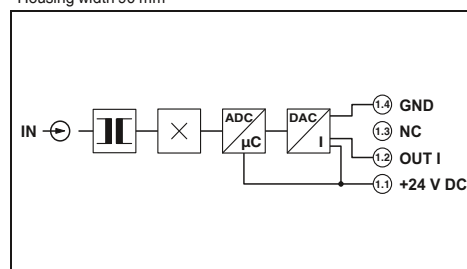 Housing width 90 mm
IN
ADC
µC
DAC
I
1.4 GND
1.3 NC
1.2 OUT I
1.1 +24 V DC